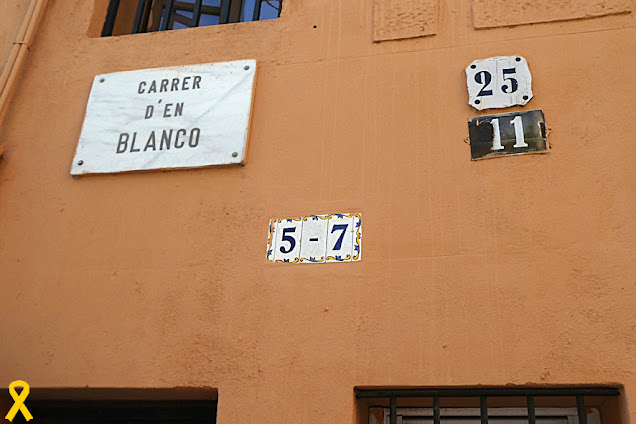 CARRER
D'EN
BLANCO
25
11
5 - 7